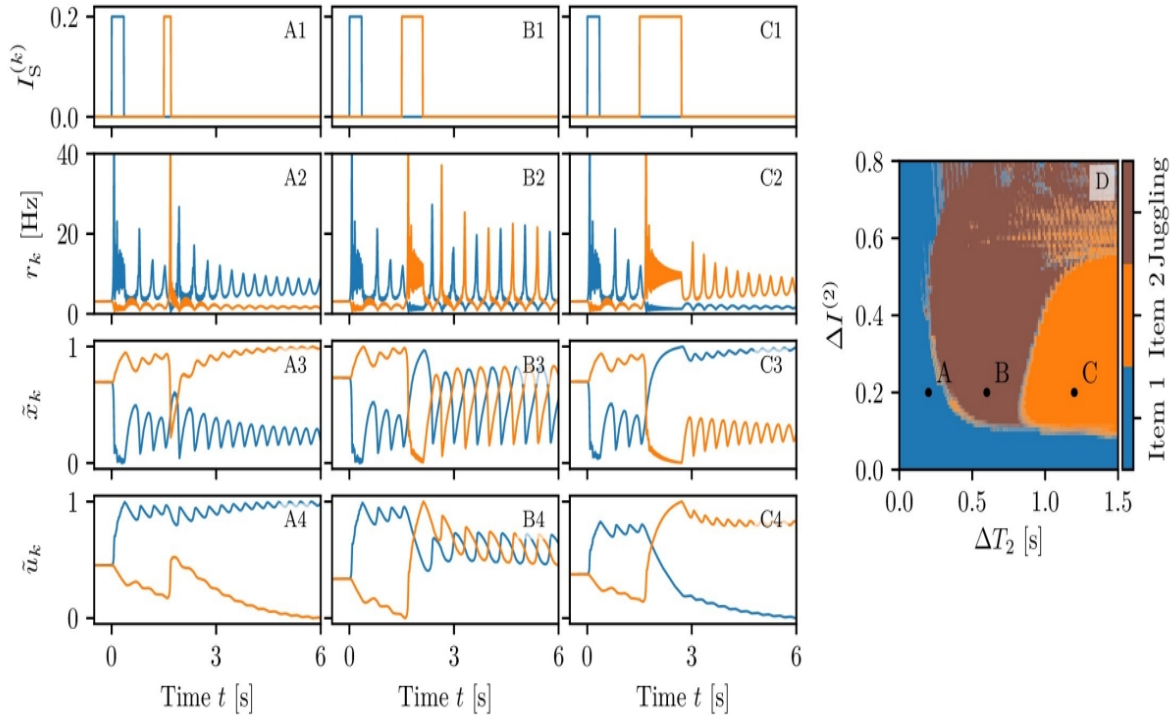 I_S^(k)
0.2
0.0
A1
B1
C1
r_k [Hz]
40
20
0
A2
B2
C2
x̃_k
1
0
A3
B3
C3
ũ_k
1
0
A4
B4
C4
0 3 6
0 3 6
0 3 6
Time t [s]
Time t [s]
Time t [s]
ΔI^(2)
0.8
0.6
0.4
0.2
0.0
D
A
B
C
0.0 0.5 1.0 1.5
ΔT_2 [s]
Item 1 Item 2 Juggling